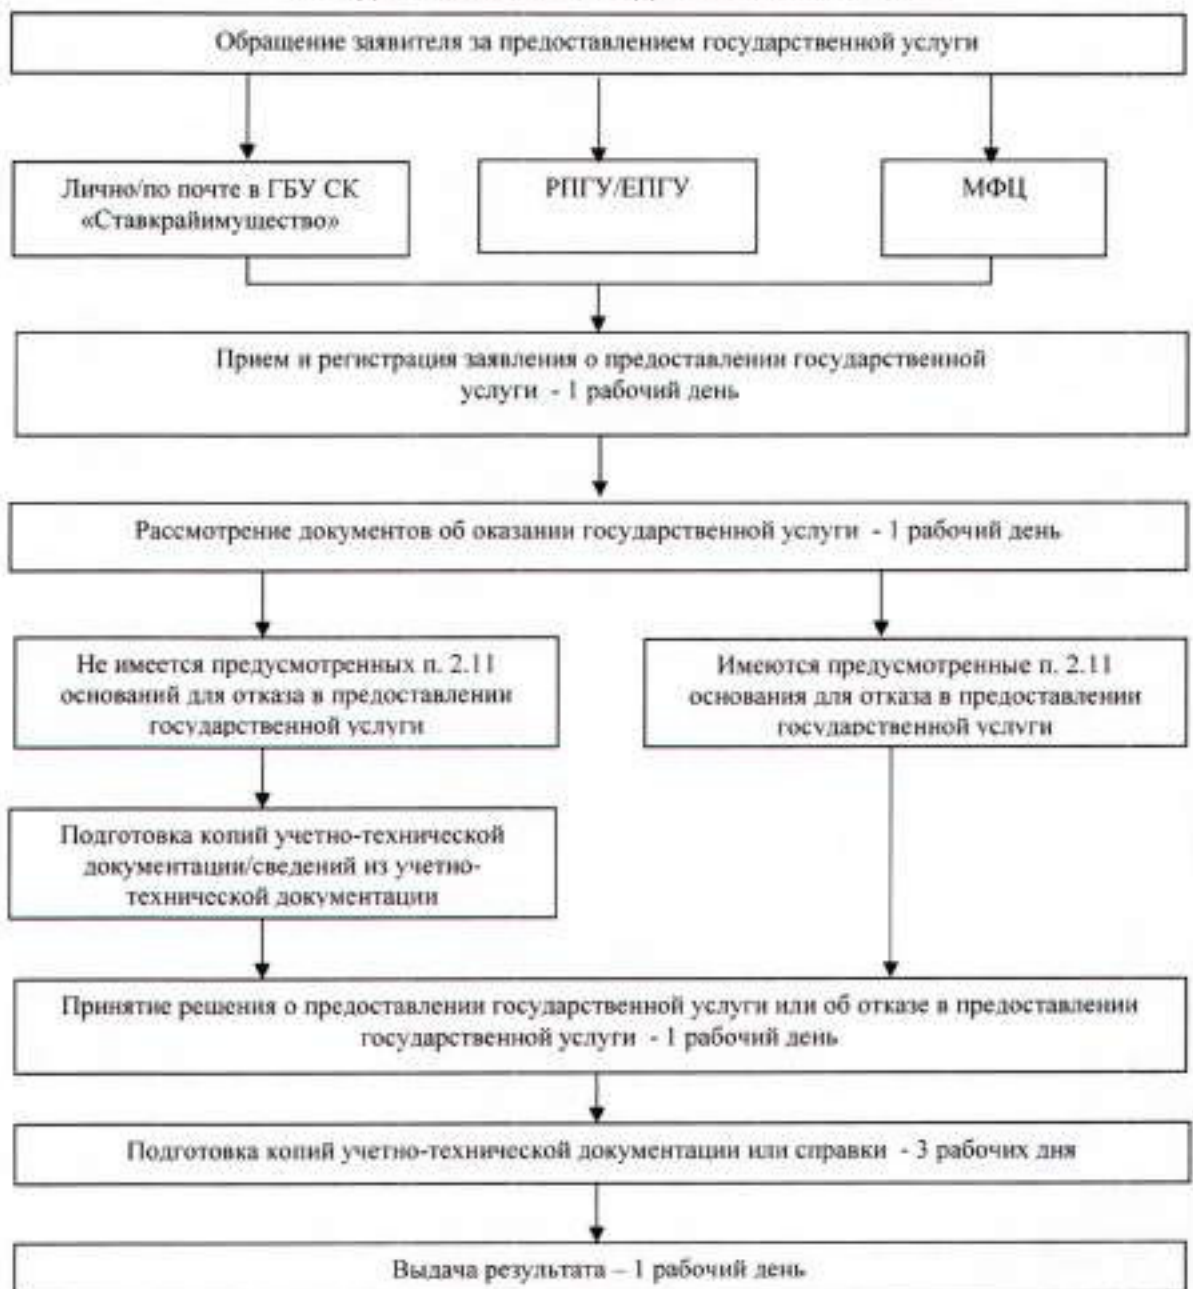 Обращение заявителя за предоставлением государственной услуги
Лично/по почте в ГБУ СК
«Ставкрайимущество»
РПГУ/ЕПГУ
МФЦ
Прием и регистрация заявления о предоставлении государственной
услуги - 1 рабочий день
Рассмотрение документов об оказании государственной услуги - 1 рабочий день
Не имеется предусмотренных п. 2.11
оснований для отказа в предоставлении
государственной услуги
Имеются предусмотренные п. 2.11
основания для отказа в предоставлении
государственной услуги
Подготовка копий учетно-технической
документации/сведений из учетно-
технической документации
Принятие решения о предоставлении государственной услуги или об отказе в предоставлении
государственной услуги - 1 рабочий день
Подготовка копий учетно-технической документации или справки - 3 рабочих дня
Выдача результата – 1 рабочий день